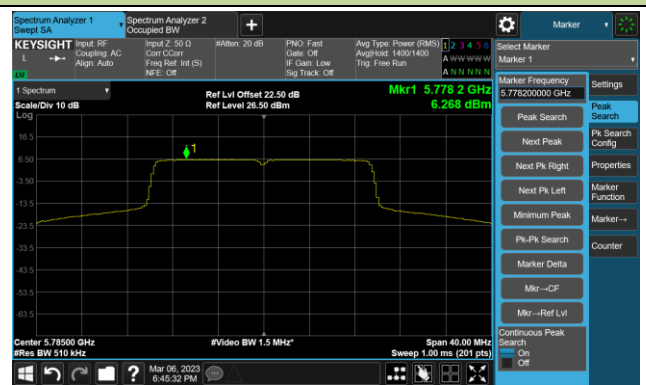 Spectrum Analyzer 1
Swept SA
Spectrum Analyzer 2
Occupied BW
+
Marker
KEYSIGHT
L
LW
Input: RF
Coupling: AC
Align: Auto
Input Z: 50 Ω
Corr CCorr
Freq Ref: Int (S)
NFE: Off
#Atten: 20 dB
PNO: Fast
Gate: Off
IF Gain: Low
Sig Track: Off
Avg Type: Power (RMS)
Avg|Hold: 1400/1400
Trig: Free Run
1 2 3 4 5 6
A W W W W W
A N N N N N
Select Marker
Marker 1
1 Spectrum
Scale/Div 10 dB
Log
Ref Lvl Offset 22.50 dB
Ref Level 26.50 dBm
Mkr1 5.778 2 GHz
6.268 dBm
16.5
6.50
-3.50
-13.5
-23.5
-33.5
-43.5
-53.5
-63.5
1
Center 5.78500 GHz
#Res BW 510 kHz
#Video BW 1.5 MHz*
Span 40.00 MHz
Sweep 1.00 ms (201 pts)
Marker Frequency
5.778200000 GHz
Peak Search
Next Peak
Next Pk Right
Next Pk Left
Minimum Peak
Pk-Pk Search
Marker Delta
Mkr→CF
Mkr→Ref Lvl
Continuous Peak
Search
On
Off
Settings
Peak
Search
Pk Search
Config
Properties
Marker
Function
Marker→
Counter
?
Mar 06, 2023
6:45:32 PM